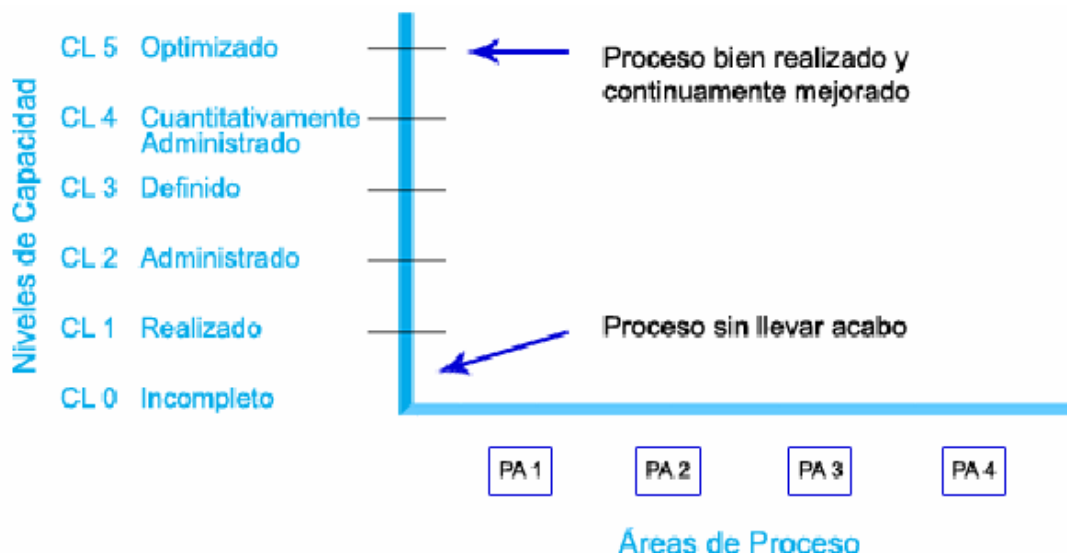 Niveles de Capacidad
CL 5 Optimizado
CL 4 Cuantitativamente
Administrado
CL 3 Definido
CL 2 Administrado
CL 1 Realizado
CL 0 Incompleto
Proceso bien realizado y
continuamente mejorado
Proceso sin llevar acabo
PA 1
PA 2
PA 3
PA 4
Áreas de Proceso